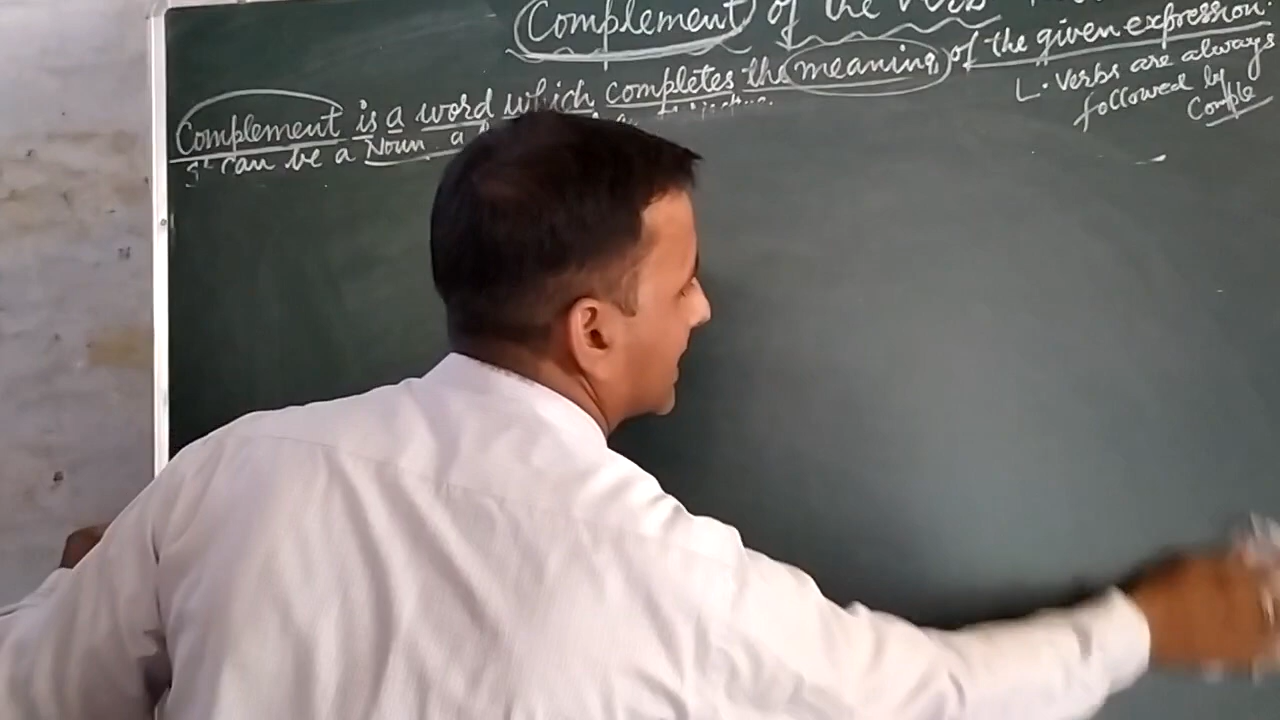 Complement of the Verb
Complement is a word which completes the meaning of the given expression.
It can be a Noun. a
L. Verbs are always
followed by
Comple